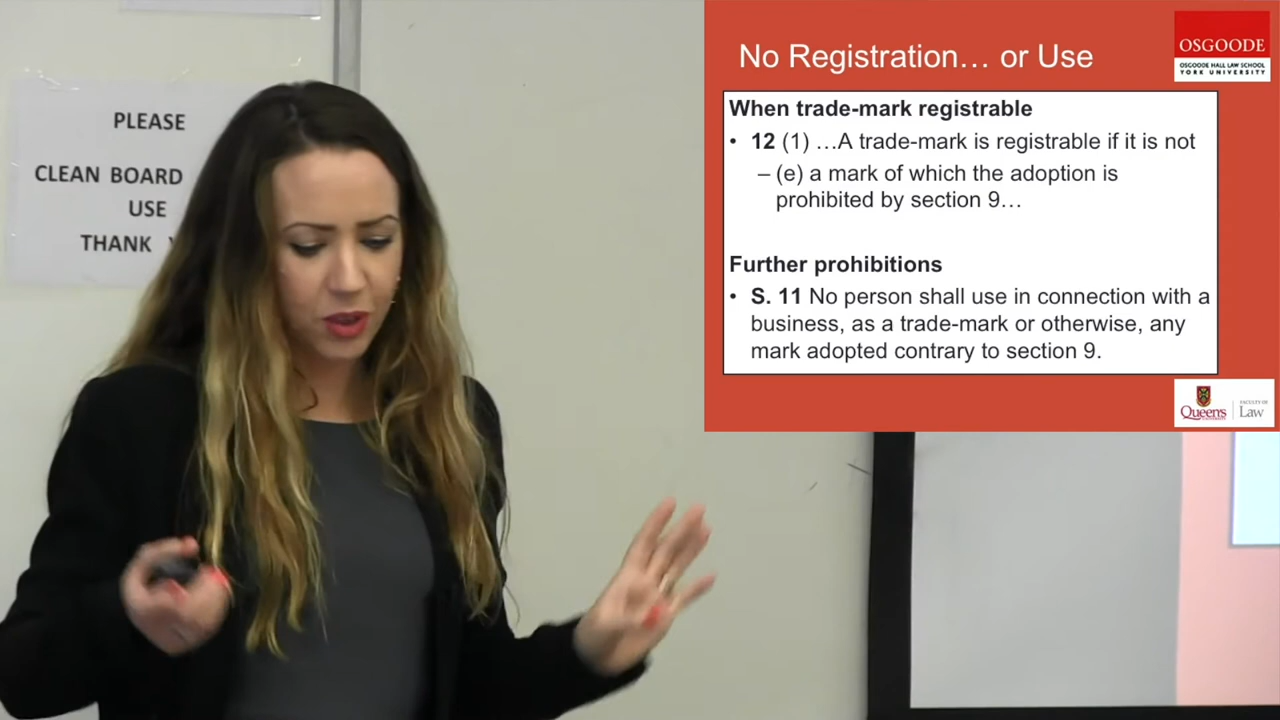 PLEASE
CLEAN BOARD
USE
THANK
No Registration… or Use
OSGOODE
OSGOODE HALL LAW SCHOOL
YORK UNIVERSITY
When trade-mark registrable
• 12 (1) …A trade-mark is registrable if it is not
– (e) a mark of which the adoption is
prohibited by section 9…
Further prohibitions
• S. 11 No person shall use in connection with a
business, as a trade-mark or otherwise, any
mark adopted contrary to section 9.
Queen's
UNIVERSITY
FACULTY OF
Law